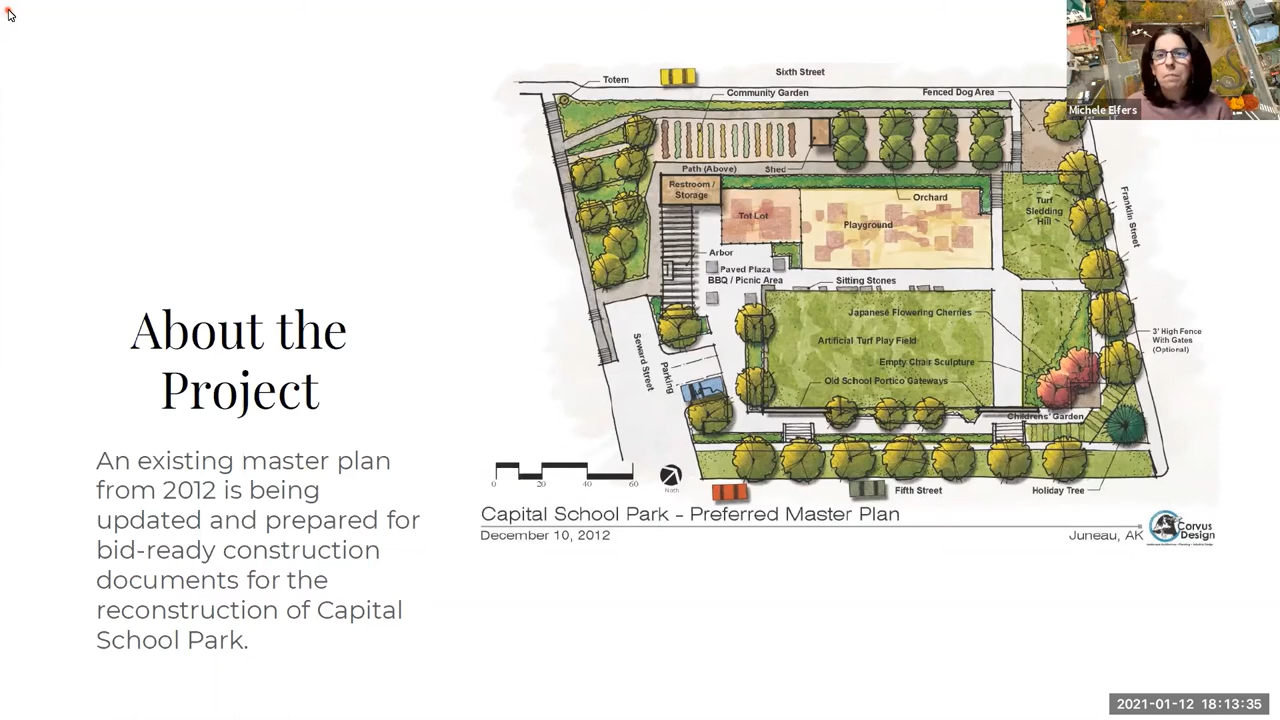 About the
Project
An existing master plan
from 2012 is being
updated and prepared for
bid-ready construction
documents for the
reconstruction of Capital
School Park.
Michele Elfers
Sixth Street
Totem
Community Garden
Fenced Dog Area
Path (Above)
Shed
Restroom /
Storage
Orchard
Tot Lot
Playground
Turf
Sledding
Hill
Franklin Street
Arbor
Paved Plaza
BBQ / Picnic Area
Sitting Stones
Japanese Flowering Cherries
Artificial Turf Play Field
Empty Chair Sculpture
Old School Portico Gateways
3' High Fence
With Gates
(Optional)
Seward Street
Parking
Childrens' Garden
0 20 40 60
North
Fifth Street
Holiday Tree
Capital School Park - Preferred Master Plan
December 10, 2012
Juneau, AK
Corvus
Design
2021-01-12 18:13:35